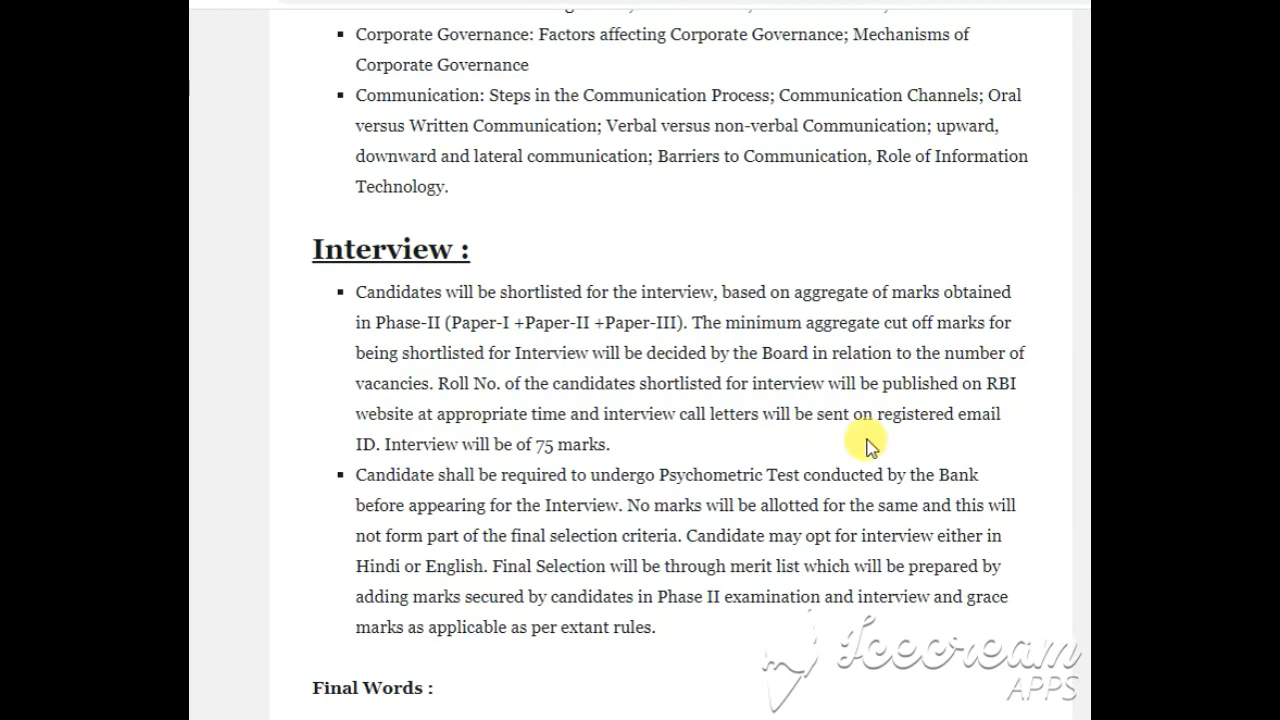 Corporate Governance: Factors affecting Corporate Governance; Mechanisms of
Corporate Governance
Communication: Steps in the Communication Process; Communication Channels; Oral
versus Written Communication; Verbal versus non-verbal Communication; upward,
downward and lateral communication; Barriers to Communication, Role of Information
Technology.
Interview :
Candidates will be shortlisted for the interview, based on aggregate of marks obtained
in Phase-II (Paper-I +Paper-II +Paper-III). The minimum aggregate cut off marks for
being shortlisted for Interview will be decided by the Board in relation to the number of
vacancies. Roll No. of the candidates shortlisted for interview will be published on RBI
website at appropriate time and interview call letters will be sent on registered email
ID. Interview will be of 75 marks.
Candidate shall be required to undergo Psychometric Test conducted by the Bank
before appearing for the Interview. No marks will be allotted for the same and this will
not form part of the final selection criteria. Candidate may opt for interview either in
Hindi or English. Final Selection will be through merit list which will be prepared by
adding marks secured by candidates in Phase II examination and interview and grace
marks as applicable as per extant rules.
Icecream
APPS
Final Words :